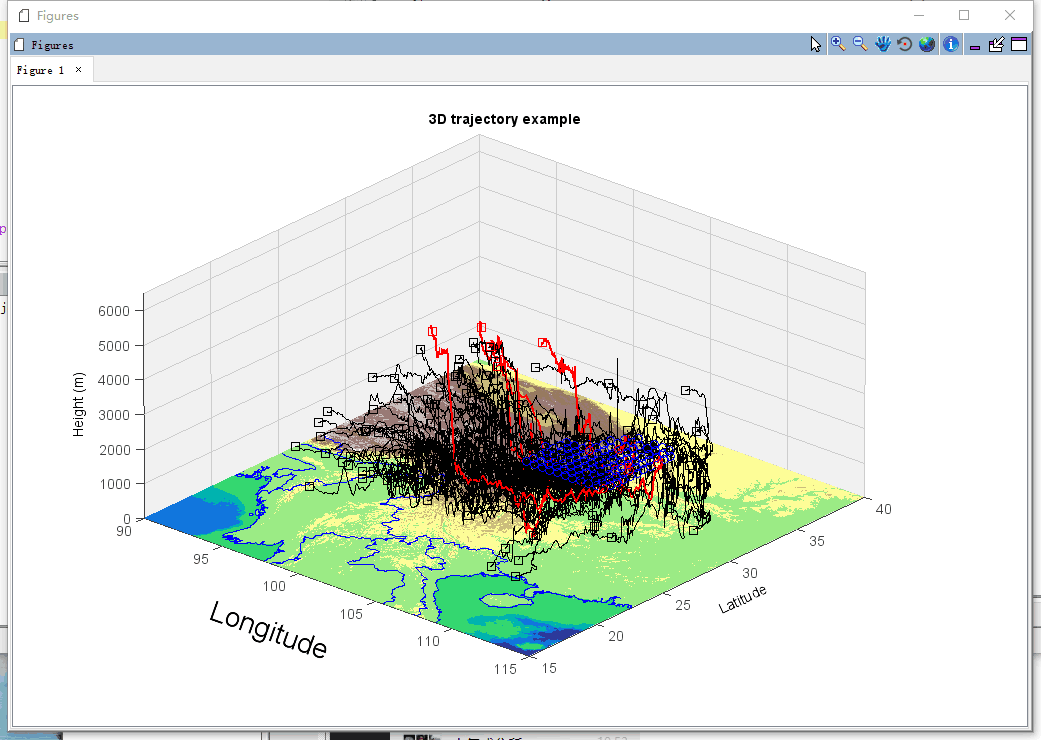 Figures
Figures
Figure 1 ×
3D trajectory example
6000
5000
4000
3000
2000
1000
0
Height (m)
90
95
100
105
110
115
Longitude
15
20
25
30
35
40
Latitude
p
j